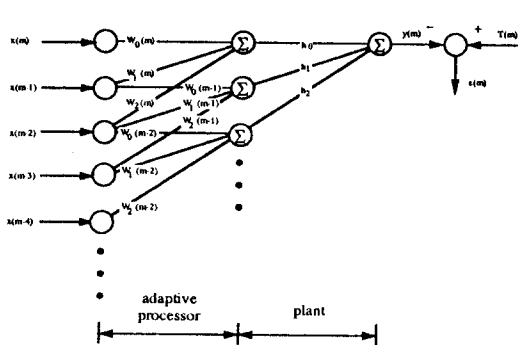 x(m) W₀(m) Σ h₀ Σ y(m) − + T(m)
x(m-1) W₁(m) W₀(m-1) Σ h₁ ε(m)
W₂(m) W₁(m-1) h₂
x(m-2) W₀(m-2) W₂(m-1) Σ
x(m-3) W₁(m-2)
x(m-4) W₂(m+2)
adaptive
processor
plant